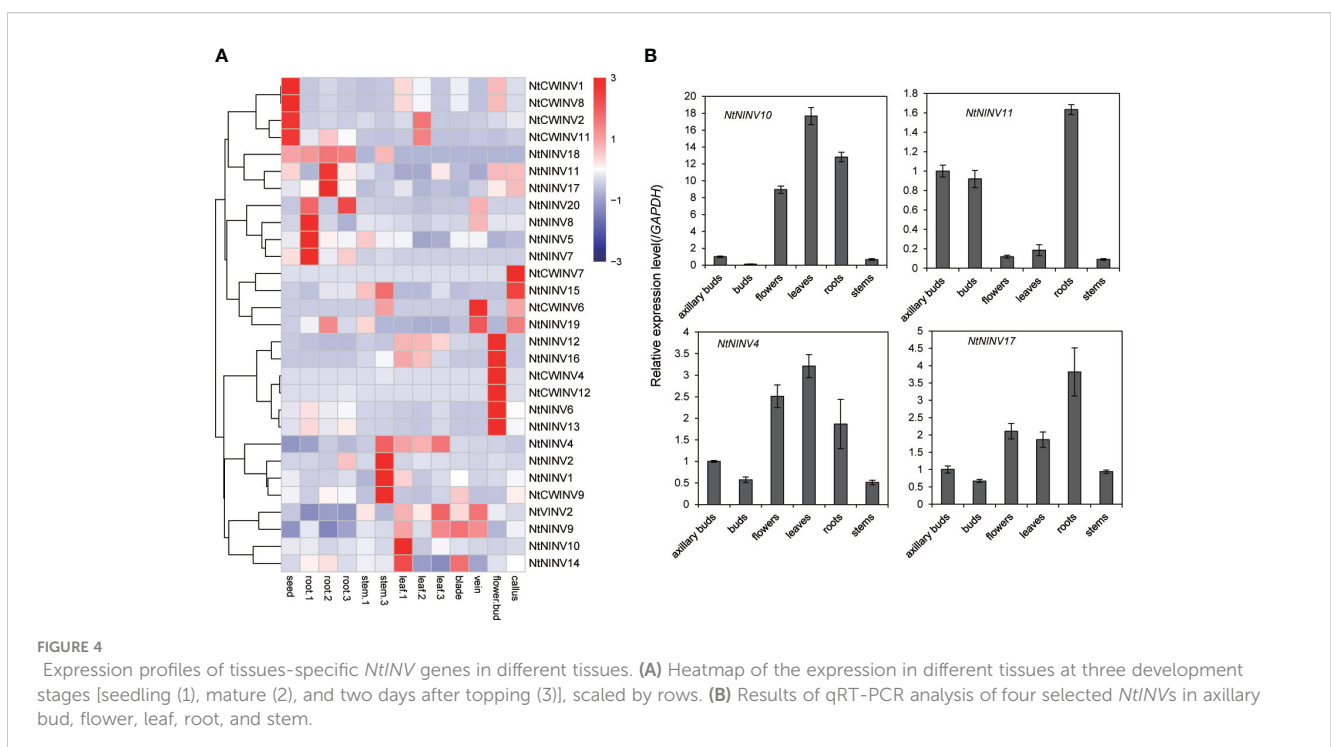 A
NtCWINV1
NtCWINV8
NtCWINV2
NtCWINV11
NtNINV18
NtNINV11
NtNINV17
NtNINV20
NtNINV8
NtNINV5
NtNINV7
NtCWINV7
NtNINV15
NtCWINV6
NtNINV19
NtNINV12
NtNINV16
NtCWINV4
NtCWINV12
NtNINV6
NtNINV13
NtNINV4
NtNINV2
NtNINV1
NtCWINV9
NtVINV2
NtNINV9
NtNINV10
NtNINV14
seed
root.1
root.2
root.3
stem.1
stem.3
leaf.1
leaf.2
leaf.3
blade
vein
flower.bud
callus
3
1
−1
−3
B
Relative expression level(/GAPDH)
NtNINV10
20
18
16
14
12
10
8
6
4
2
0
axillary buds
buds
flowers
leaves
roots
stems
NtNINV11
1.8
1.6
1.4
1.2
1
0.8
0.6
0.4
0.2
0
axillary buds
buds
flowers
leaves
roots
stems
NtNINV4
4
3.5
3
2.5
2
1.5
1
0.5
0
axillary buds
buds
flowers
leaves
roots
stems
NtNINV17
5
4.5
4
3.5
3
2.5
2
1.5
1
0.5
0
axillary buds
buds
flowers
leaves
roots
stems
FIGURE 4
Expression profiles of tissues-specific NtINV genes in different tissues. (A) Heatmap of the expression in different tissues at three development
stages [seedling (1), mature (2), and two days after topping (3)], scaled by rows. (B) Results of qRT-PCR analysis of four selected NtINVs in axillary
bud, flower, leaf, root, and stem.